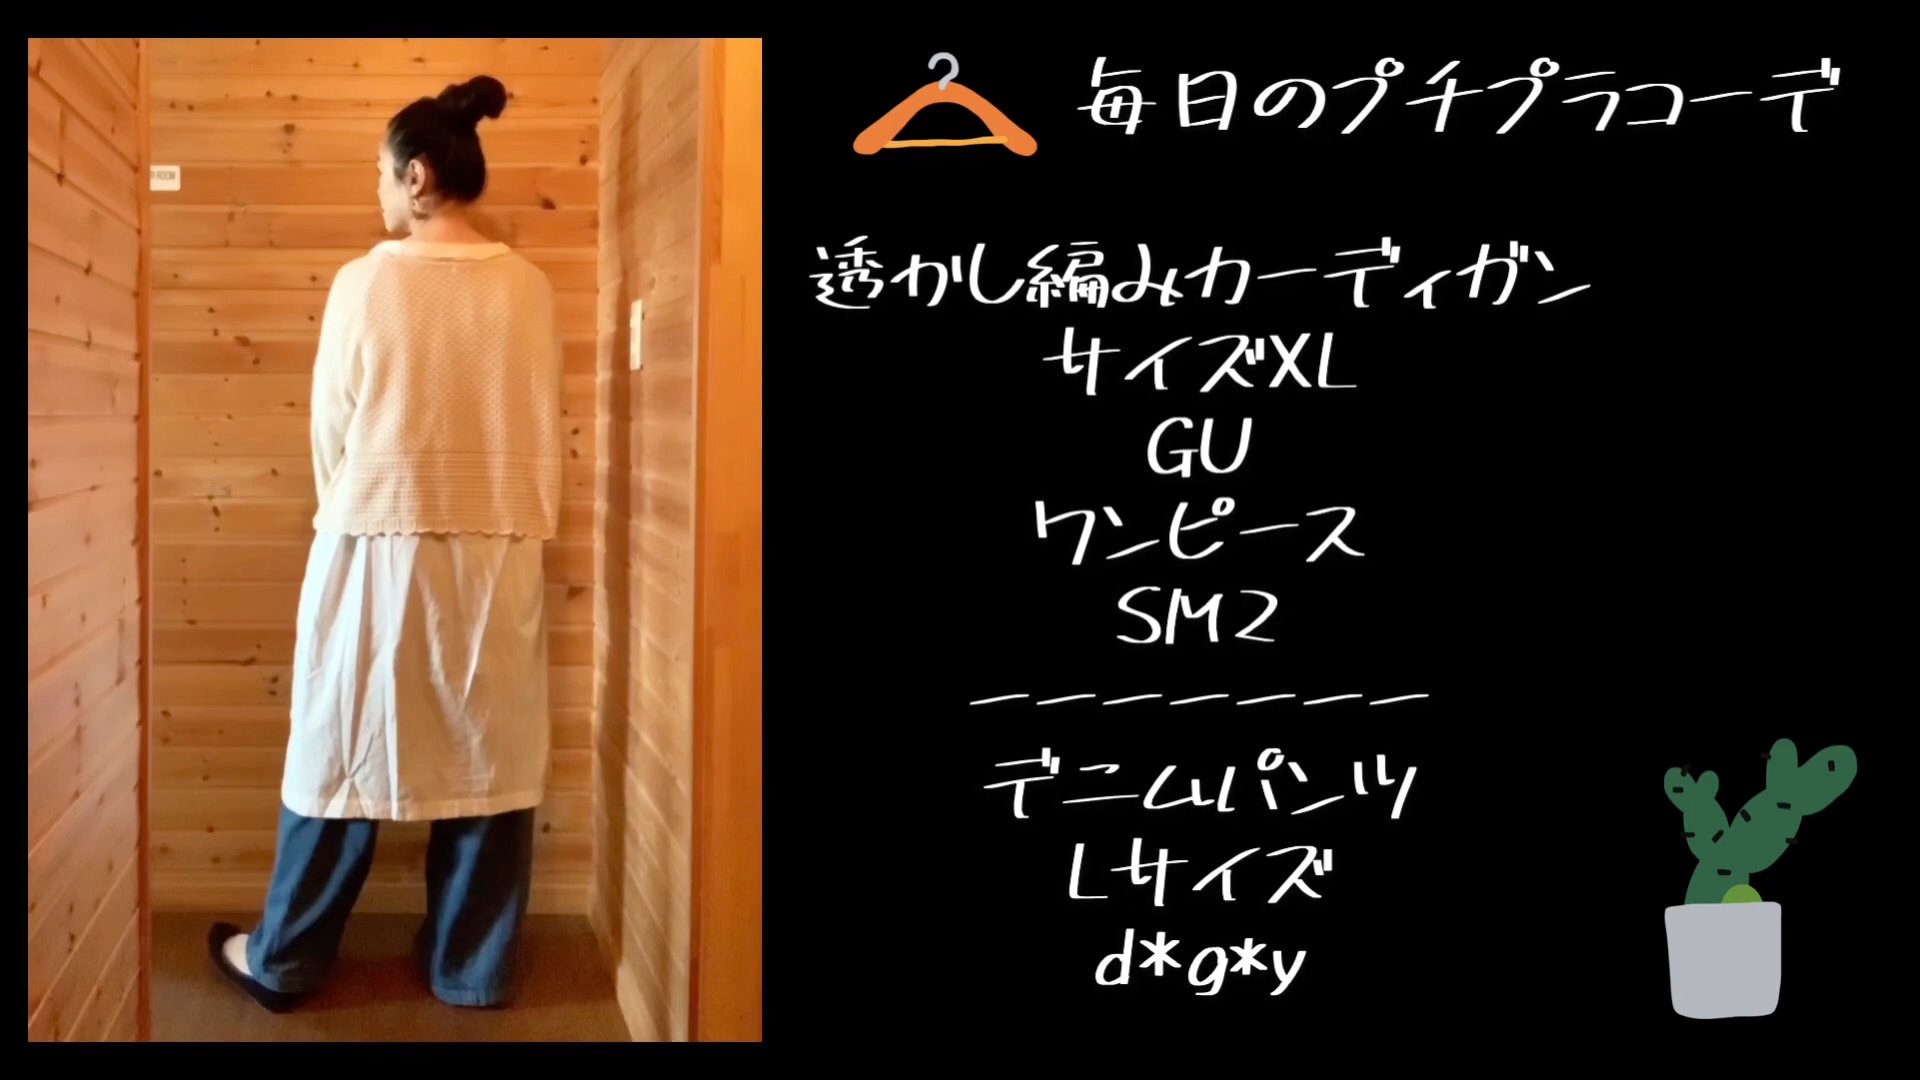 毎日のプチプラコーデ
透かし編みカーディガン
サイズXL
GU
ワンピース
SM2
ーーーーーーー
デニムパンツ
Lサイズ
d*g*y
ROOM